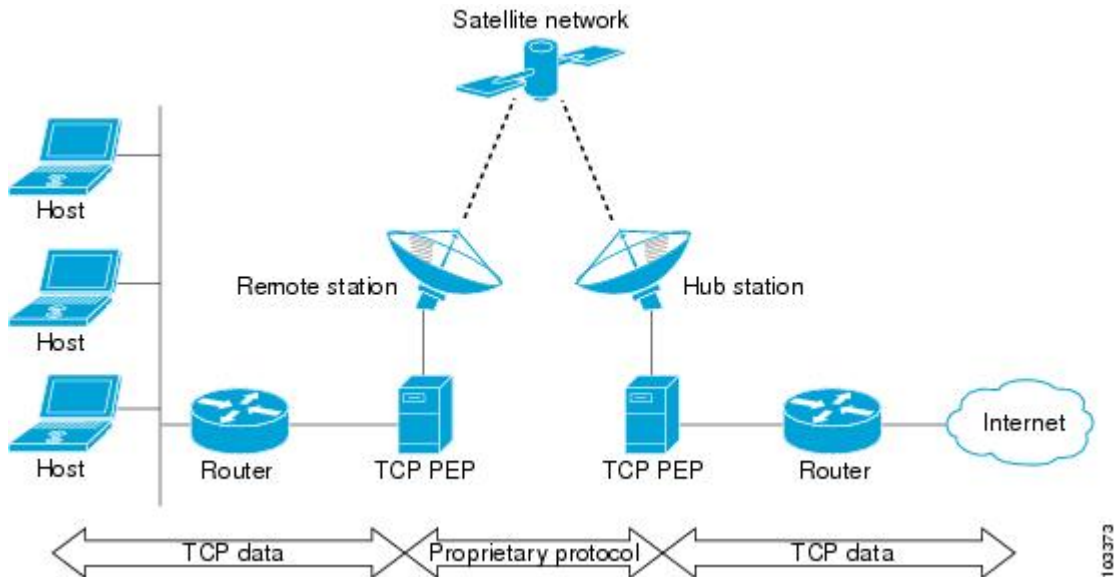 Satellite network
Host
Remote station
Hub station
Host
Internet
Host
Router
TCP PEP
TCP PEP
Router
TCP data
Proprietary protocol
TCP data
103373